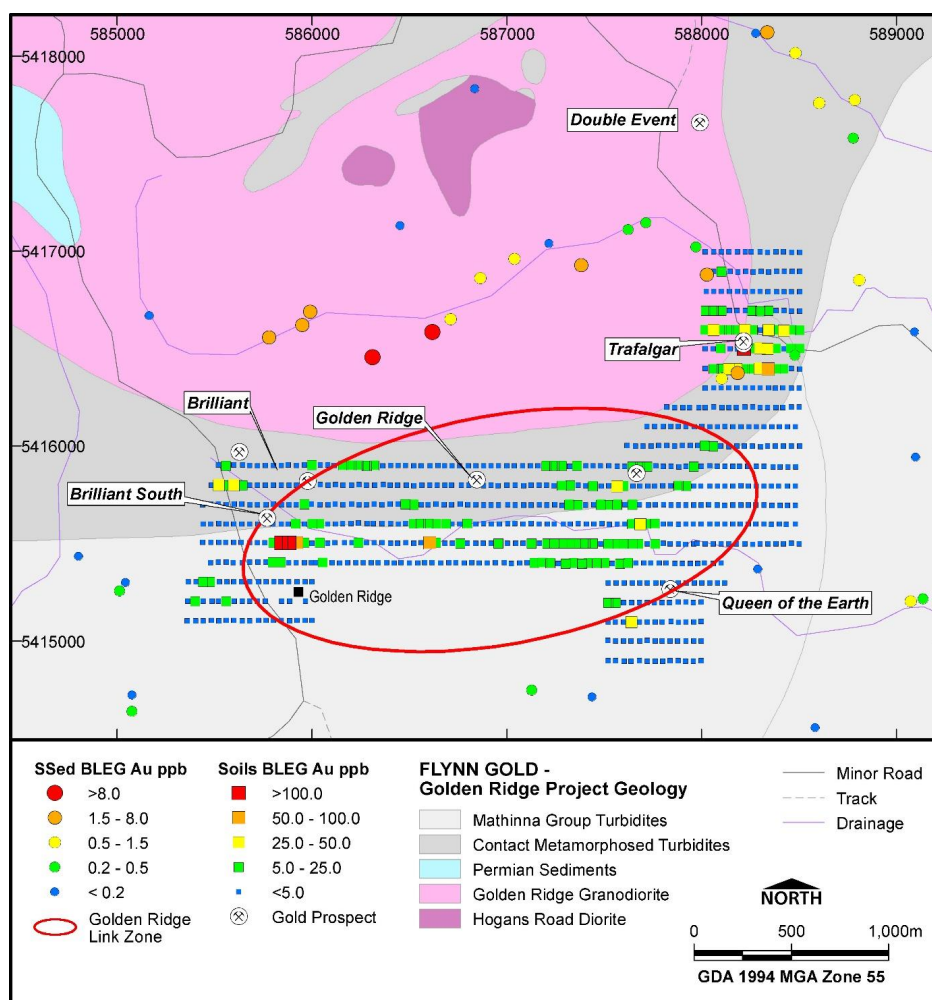 585000
586000
587000
588000
589000
5418000
Double Event
5417000
Trafalgar
Brilliant
Golden Ridge
5416000
Brilliant South
Golden Ridge
Queen of the Earth
5415000
SSed BLEG Au ppb
>8.0
1.5 - 8.0
0.5 - 1.5
0.2 - 0.5
< 0.2
Golden Ridge
Link Zone
Soils BLEG Au ppb
>100.0
50.0 - 100.0
25.0 - 50.0
5.0 - 25.0
<5.0
Gold Prospect
FLYNN GOLD -
Golden Ridge Project Geology
Mathinna Group Turbidites
Contact Metamorphosed Turbidites
Permian Sediments
Golden Ridge Granodiorite
Hogans Road Diorite
Minor Road
Track
Drainage
NORTH
0 500 1,000m
GDA 1994 MGA Zone 55